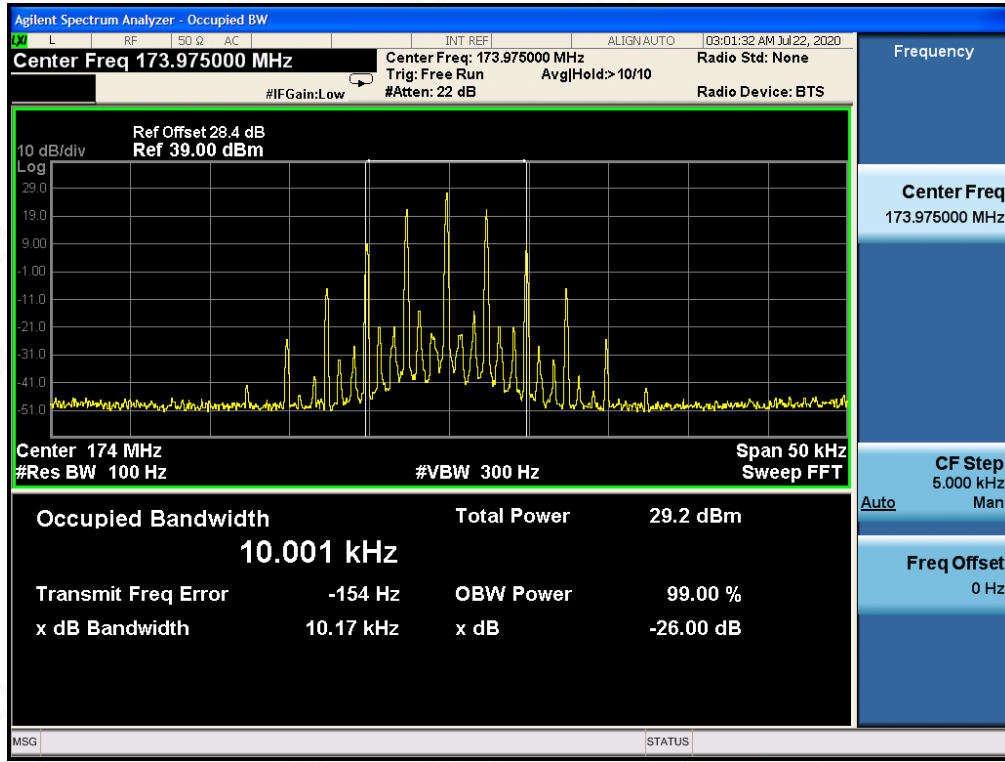 Agilent Spectrum Analyzer - Occupied BW
LXI L RF 50 Ω AC INT REF ALIGNAUTO 03:01:32 AM Jul 22, 2020
Center Freq 173.975000 MHz
Center Freq: 173.975000 MHz
Radio Std: None
Trig: Free Run Avg|Hold:> 10/10
#IFGain:Low
#Atten: 22 dB
Radio Device: BTS
Ref Offset 28.4 dB
10 dB/div Ref 39.00 dBm
Log
29.0
19.0
9.00
-1.00
-11.0
-21.0
-31.0
-41.0
-51.0
Center 174 MHz Span 50 kHz
#Res BW 100 Hz #VBW 300 Hz Sweep FFT
Occupied Bandwidth Total Power 29.2 dBm
10.001 kHz
Transmit Freq Error -154 Hz OBW Power 99.00 %
x dB Bandwidth 10.17 kHz x dB -26.00 dB
MSG STATUS
Frequency
Center Freq
173.975000 MHz
CF Step
5.000 kHz
Auto Man
Freq Offset
0 Hz